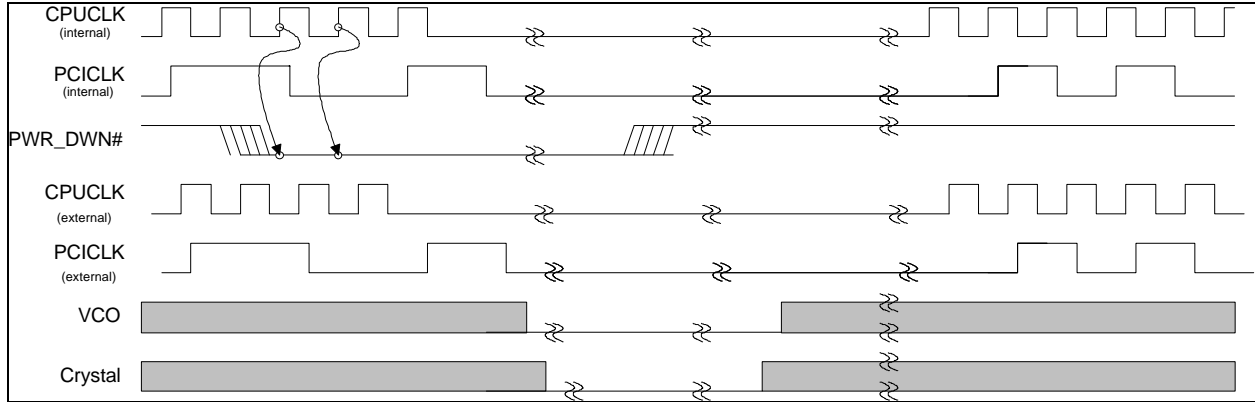 CPUCLK
(internal)
PCICLK
(internal)
PWR_DWN#
CPUCLK
(external)
PCICLK
(external)
VCO
Crystal